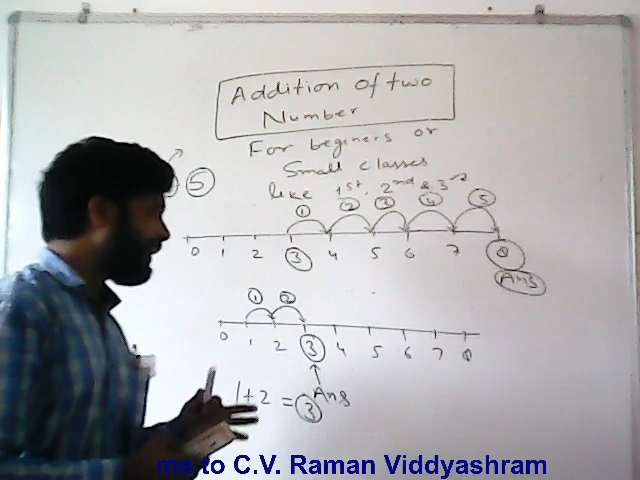 Addition of two
Number
For beginers or
Small classes
like 1st, 2nd & 3rd
5
1 2 3 4 5
0 1 2 3 4 5 6 7 8
Ans
1 2
0 1 2 3 4 5 6 7 8
1+2 = 3 Ans
me to C.V. Raman Viddyashram